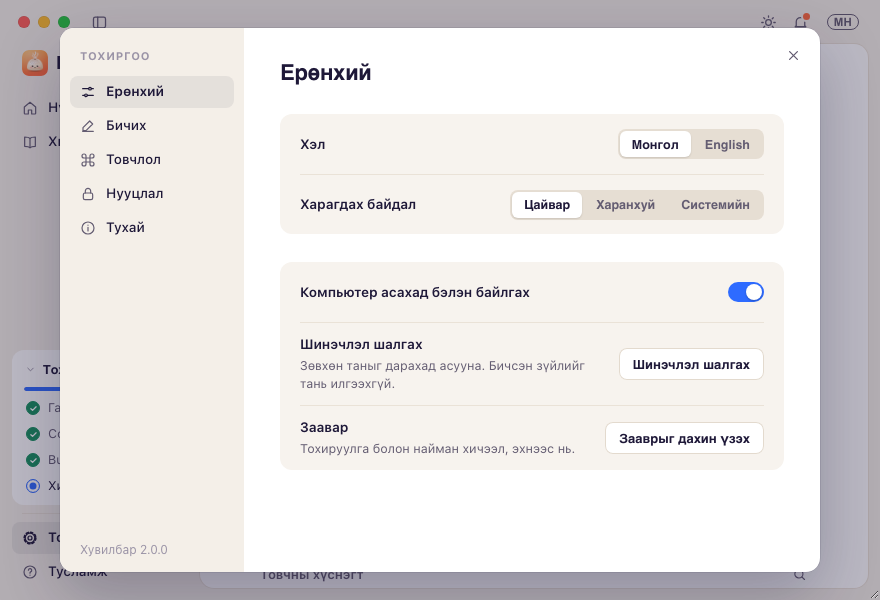 МН
ТОХИРГОО
Ерөнхий
Бичих
Товчлол
Нууцлал
Тухай
Хувилбар 2.0.0
Ерөнхий
Хэл
Монгол
English
Харагдах байдал
Цайвар
Харанхуй
Системийн
Компьютер асахад бэлэн байлгах
Шинэчлэл шалгах
Зөвхөн таныг дарахад асууна. Бичсэн зүйлийг
тань илгээхгүй.
Шинэчлэл шалгах
Заавар
Тохируулга болон найман хичээл, эхнээс нь.
Зааврыг дахин үзэх
Тусламж
Товчны хүснэгт